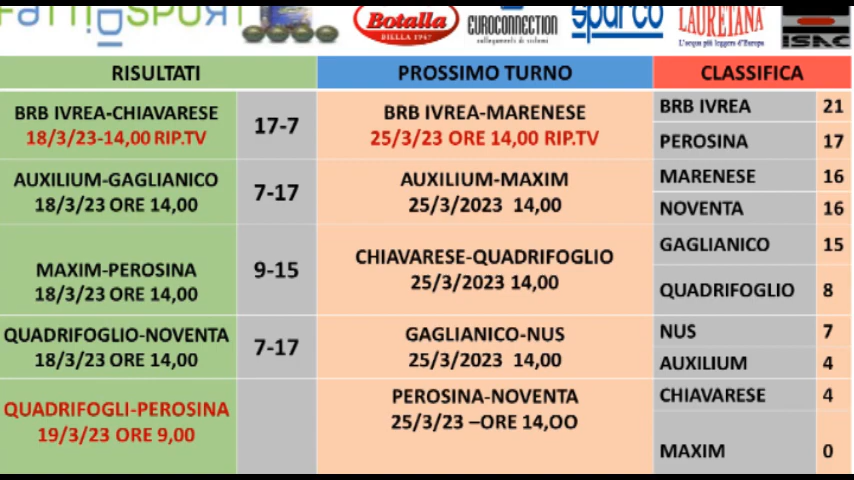 FATTIDISPORT
Botalla
BIELLA 1947
EUROCONNECTION
collegamenti di sistemi
sparco
LAURETANA
L'acqua più leggera d'Europa
ISAC
RISULTATI
PROSSIMO TURNO
CLASSIFICA
BRB IVREA-CHIAVARESE
18/3/23-14,00 RIP.TV
17-7
AUXILIUM-GAGLIANICO
18/3/23 ORE 14,00
7-17
MAXIM-PEROSINA
18/3/23 ORE 14,00
9-15
QUADRIFOGLIO-NOVENTA
18/3/23 ORE 14,00
7-17
QUADRIFOGLI-PEROSINA
19/3/23 ORE 9,00
BRB IVREA-MARENESE
25/3/23 ORE 14,00 RIP.TV
AUXILIUM-MAXIM
25/3/2023 14,00
CHIAVARESE-QUADRIFOGLIO
25/3/2023 14,00
GAGLIANICO-NUS
25/3/2023 14,00
PEROSINA-NOVENTA
25/3/23 –ORE 14,OO
BRB IVREA 21
PEROSINA 17
MARENESE 16
NOVENTA 16
GAGLIANICO 15
QUADRIFOGLIO 8
NUS 7
AUXILIUM 4
CHIAVARESE 4
MAXIM 0